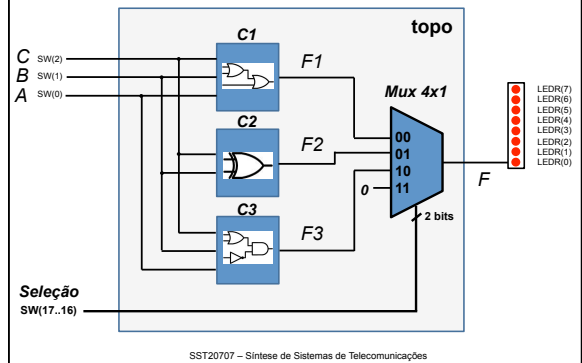 topo
C SW(2)
B SW(1)
A SW(0)
C1
F1
C2
F2
C3
F3
Mux 4x1
00
01
10
11
0
2 bits
F
LEDR(7)
LEDR(6)
LEDR(5)
LEDR(4)
LEDR(3)
LEDR(2)
LEDR(1)
LEDR(0)
Seleção
SW(17..16)
SST20707 – Síntese de Sistemas de Telecomunicações